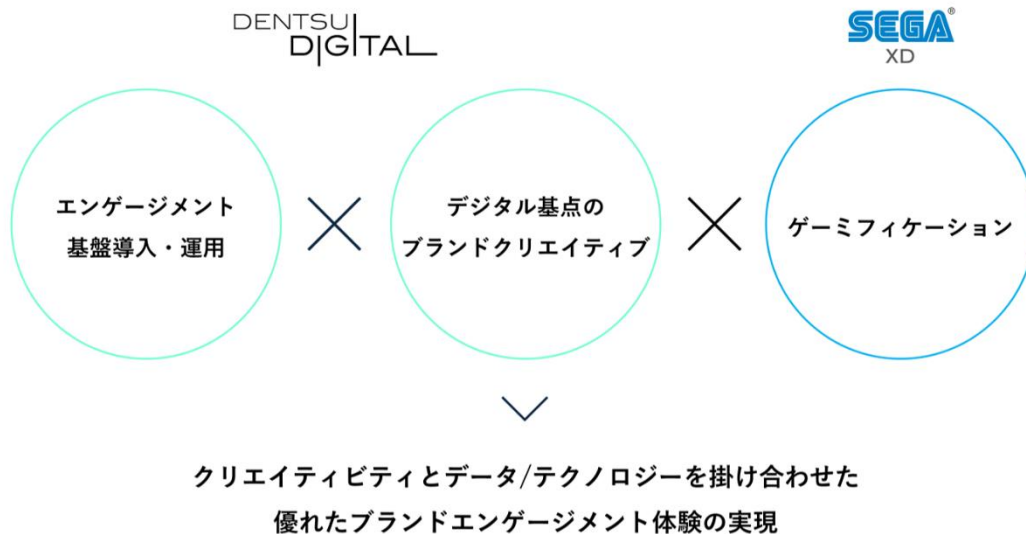 DENTSU
DIGITAL
SEGA®
XD
エンゲージメント
基盤導入・運用
デジタル基点の
ブランドクリエイティブ
ゲーミフィケーション
クリエイティビティとデータ/テクノロジーを掛け合わせた
優れたブランドエンゲージメント体験の実現